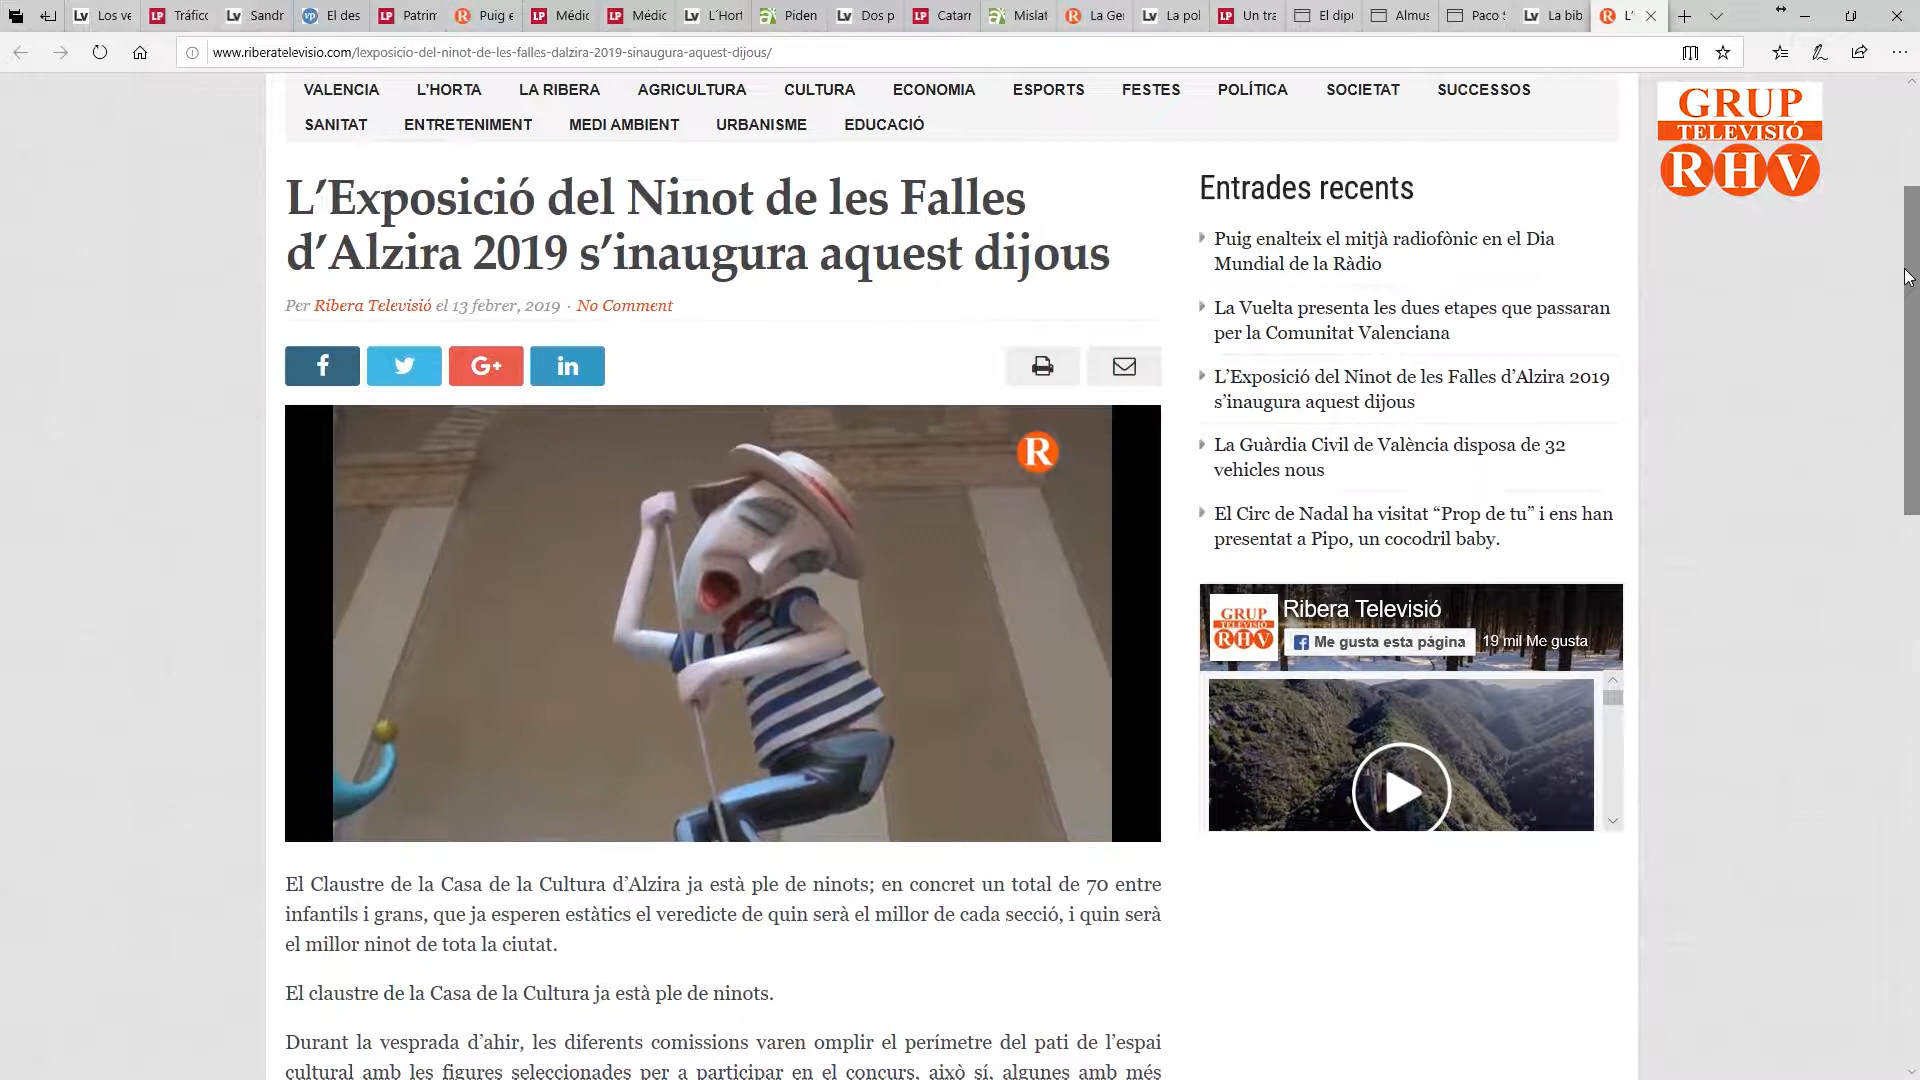 Los ve
Tráfico
Sandr
El des
Patrim
Puig e
Médic
Médic
L'Hort
Piden
Dos p
Catarr
Mislat
La Ge
La pol
Un tra
El dip
Almus
Paco S
La bib
L'
www.riberatelevisio.com/lexposicio-del-ninot-de-les-falles-dalzira-2019-sinaugura-aquest-dijous/
VALENCIA L'HORTA LA RIBERA AGRICULTURA CULTURA ECONOMIA ESPORTS FESTES POLÍTICA SOCIETAT SUCCESSOS
SANITAT ENTRETENIMENT MEDI AMBIENT URBANISME EDUCACIÓ
GRUP
TELEVISIÓ
RHV
L’Exposició del Ninot de les Falles
d’Alzira 2019 s’inaugura aquest dijous
Per Ribera Televisió el 13 febrer, 2019 · No Comment
f G+ in
R
El Claustre de la Casa de la Cultura d’Alzira ja està ple de ninots; en concret un total de 70 entre
infantils i grans, que ja esperen estàtics el veredicte de quin serà el millor de cada secció, i quin serà
el millor ninot de tota la ciutat.
El claustre de la Casa de la Cultura ja està ple de ninots.
Durant la vesprada d’ahir, les diferents comissions varen omplir el perímetre del pati de l’espai
cultural amb les figures seleccionades per a participar en el concurs, això sí, algunes amb més
Entrades recents
Puig enalteix el mitjà radiofònic en el Dia
Mundial de la Ràdio
La Vuelta presenta les dues etapes que passaran
per la Comunitat Valenciana
L’Exposició del Ninot de les Falles d’Alzira 2019
s’inaugura aquest dijous
La Guàrdia Civil de València disposa de 32
vehicles nous
El Circ de Nadal ha visitat “Prop de tu” i ens han
presentat a Pipo, un cocodril baby.
GRUP
TELEVISIÓ
RHV
Ribera Televisió
Me gusta esta página 19 mil Me gusta